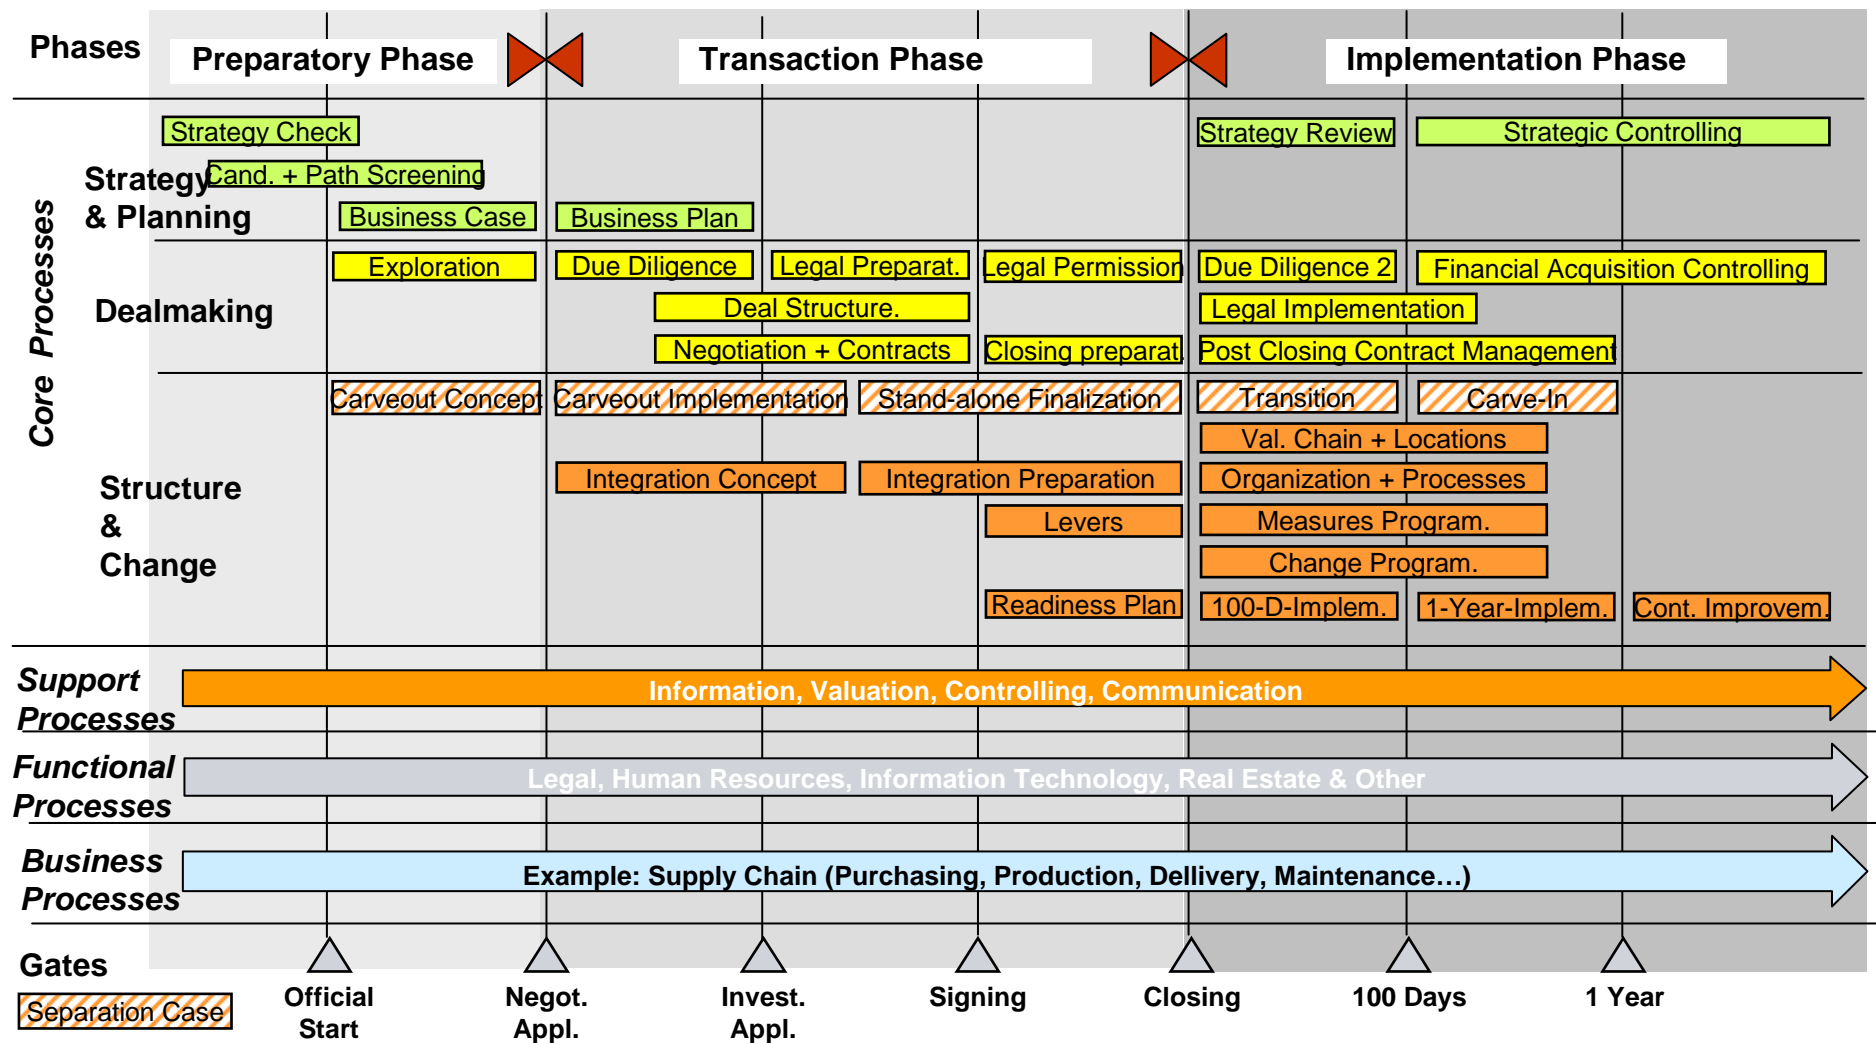 Phases
Preparatory Phase
Transaction Phase
Implementation Phase
Core Processes
Strategy
& Planning
Strategy Check
Strategy Review
Strategic Controlling
Cand. + Path Screening
Business Case
Business Plan
Dealmaking
Exploration
Due Diligence
Legal Preparat.
Legal Permission
Due Diligence 2
Financial Acquisition Controlling
Deal Structure.
Legal Implementation
Negotiation + Contracts
Closing preparat.
Post Closing Contract Management
Structure
&
Change
Carveout Concept
Carveout Implementation
Stand-alone Finalization
Transition
Carve-In
Val. Chain + Locations
Integration Concept
Integration Preparation
Organization + Processes
Levers
Measures Program.
Change Program.
Readiness Plan
100-D-Implem.
1-Year-Implem.
Cont. Improvem.
Support
Processes
Information, Valuation, Controlling, Communication
Functional
Processes
Legal, Human Resources, Information Technology, Real Estate & Other
Business
Processes
Example: Supply Chain (Purchasing, Production, Dellivery, Maintenance…)
Gates
Separation Case
Official
Start
Negot.
Appl.
Invest.
Appl.
Signing
Closing
100 Days
1 Year